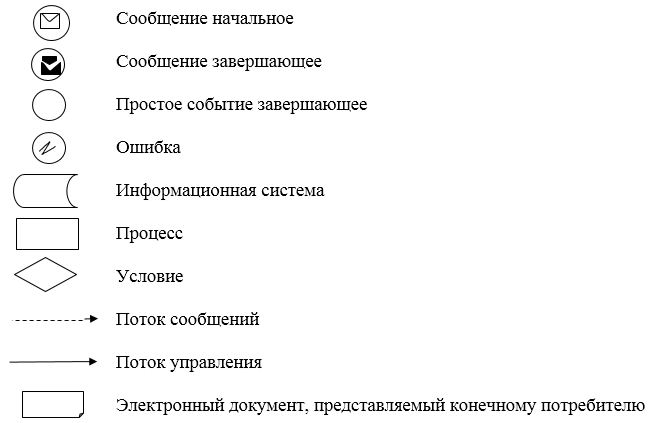 Сообщение начальное
Сообщение завершающее
Простое событие завершающее
Ошибка
Информационная система
Процесс
Условие
Поток сообщений
Поток управления
Электронный документ, представляемый конечному потребителю